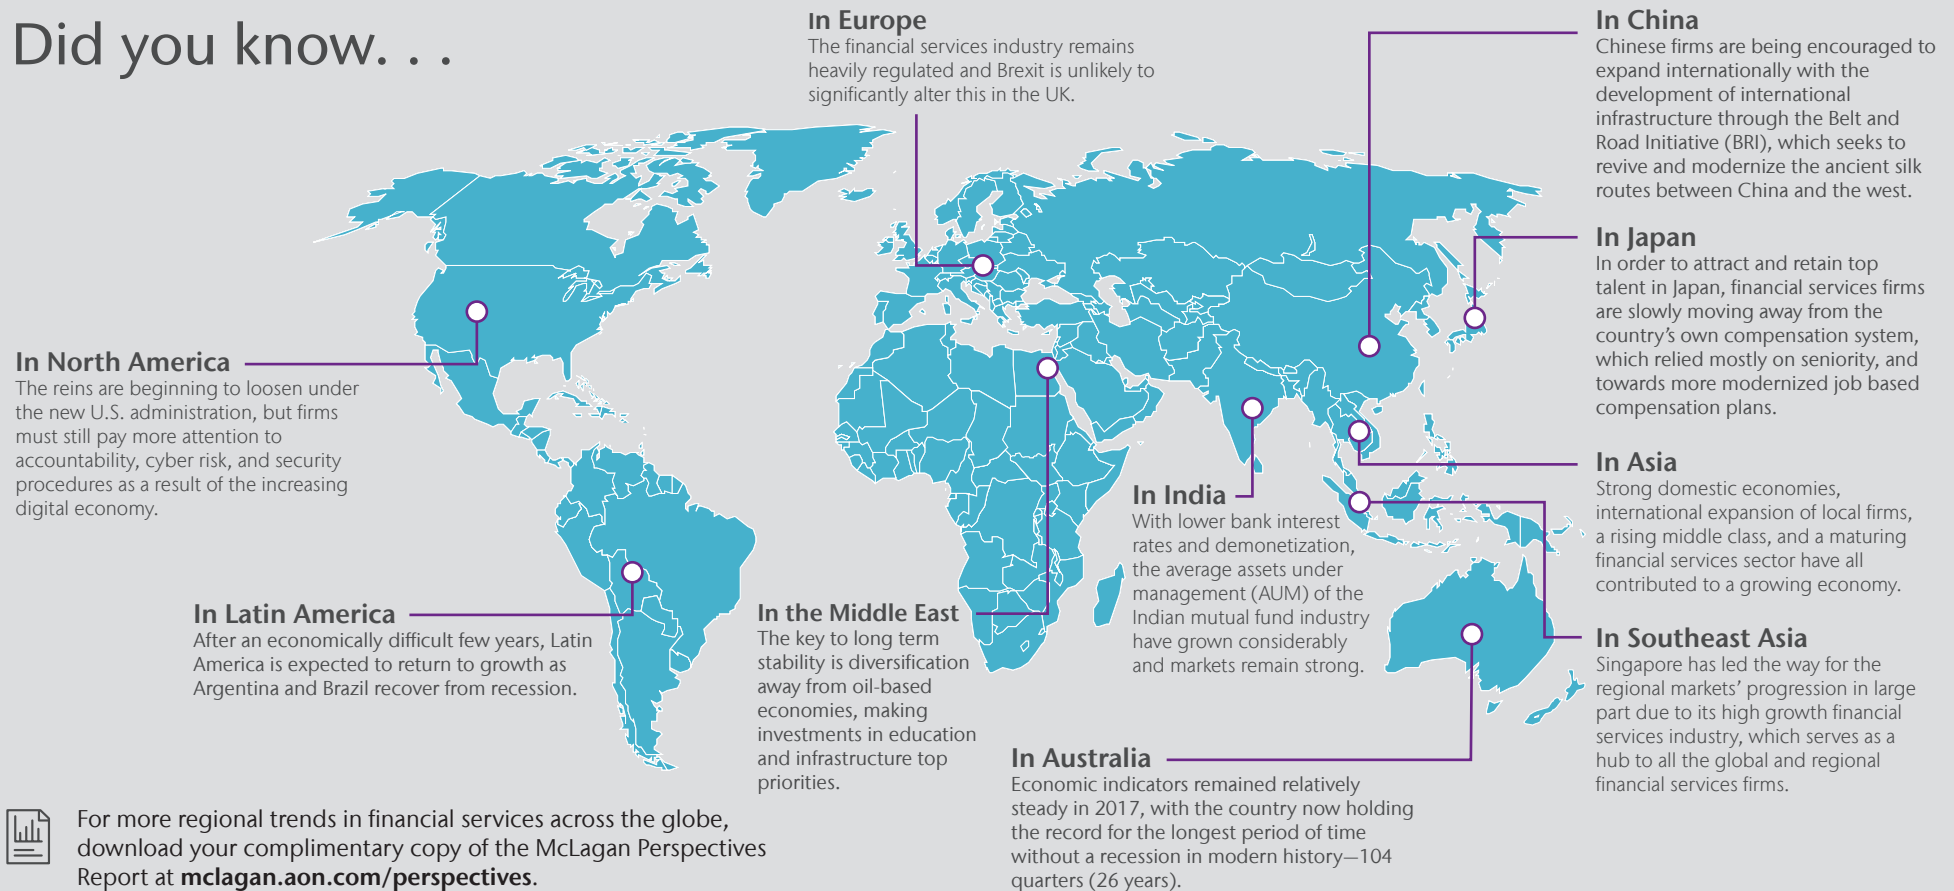 Did you know. . .
In Europe
The financial services industry remains
heavily regulated and Brexit is unlikely to
significantly alter this in the UK.
In China
Chinese firms are being encouraged to
expand internationally with the
development of international
infrastructure through the Belt and
Road Initiative (BRI), which seeks to
revive and modernize the ancient silk
routes between China and the west.
In Japan
In order to attract and retain top
talent in Japan, financial services firms
are slowly moving away from the
country's own compensation system,
which relied mostly on seniority, and
towards more modernized job based
compensation plans.
In North America
The reins are beginning to loosen under
the new U.S. administration, but firms
must still pay more attention to
accountability, cyber risk, and security
procedures as a result of the increasing
digital economy.
In Asia
Strong domestic economies,
international expansion of local firms,
a rising middle class, and a maturing
financial services sector have all
contributed to a growing economy.
In India
With lower bank interest
rates and demonetization,
the average assets under
management (AUM) of the
Indian mutual fund industry
have grown considerably
and markets remain strong.
In Latin America
After an economically difficult few years, Latin
America is expected to return to growth as
Argentina and Brazil recover from recession.
In the Middle East
The key to long term
stability is diversification
away from oil-based
economies, making
investments in education
and infrastructure top
priorities.
In Southeast Asia
Singapore has led the way for the
regional markets' progression in large
part due to its high growth financial
services industry, which serves as a
hub to all the global and regional
financial services firms.
In Australia
Economic indicators remained relatively
steady in 2017, with the country now holding
the record for the longest period of time
without a recession in modern history—104
quarters (26 years).
For more regional trends in financial services across the globe,
download your complimentary copy of the McLagan Perspectives
Report at mclagan.aon.com/perspectives.